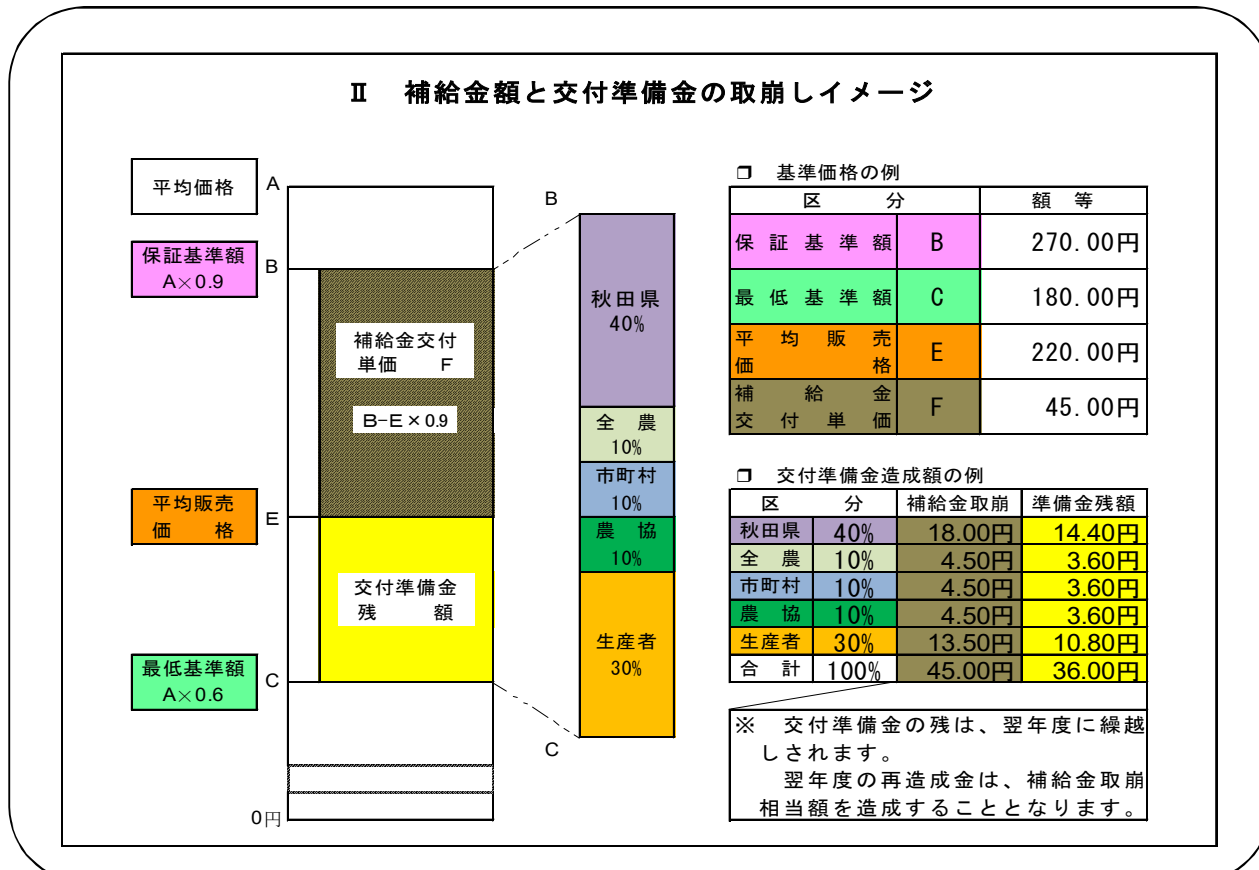 Ⅱ 補給金額と交付準備金の取崩しイメージ
平均価格
A
保証基準額
A×0.9
B
補給金交付
単価 F
B-E×0.9
平均販売
価 格
E
交付準備金
残 額
最低基準額
A×0.6
C
0円
B
秋田県
40%
全 農
10%
市町村
10%
農 協
10%
生産者
30%
C
□ 基準価格の例
区 分 額 等
保証基準額 B 270.00円
最低基準額 C 180.00円
平均販売
価格 E 220.00円
補給金
交付単価 F 45.00円
□ 交付準備金造成額の例
区 分 補給金取崩 準備金残額
秋田県 40% 18.00円 14.40円
全 農 10% 4.50円 3.60円
市町村 10% 4.50円 3.60円
農 協 10% 4.50円 3.60円
生産者 30% 13.50円 10.80円
合 計 100% 45.00円 36.00円
※ 交付準備金の残は、翌年度に繰越
しされます。
翌年度の再造成金は、補給金取崩
相当額を造成することとなります。